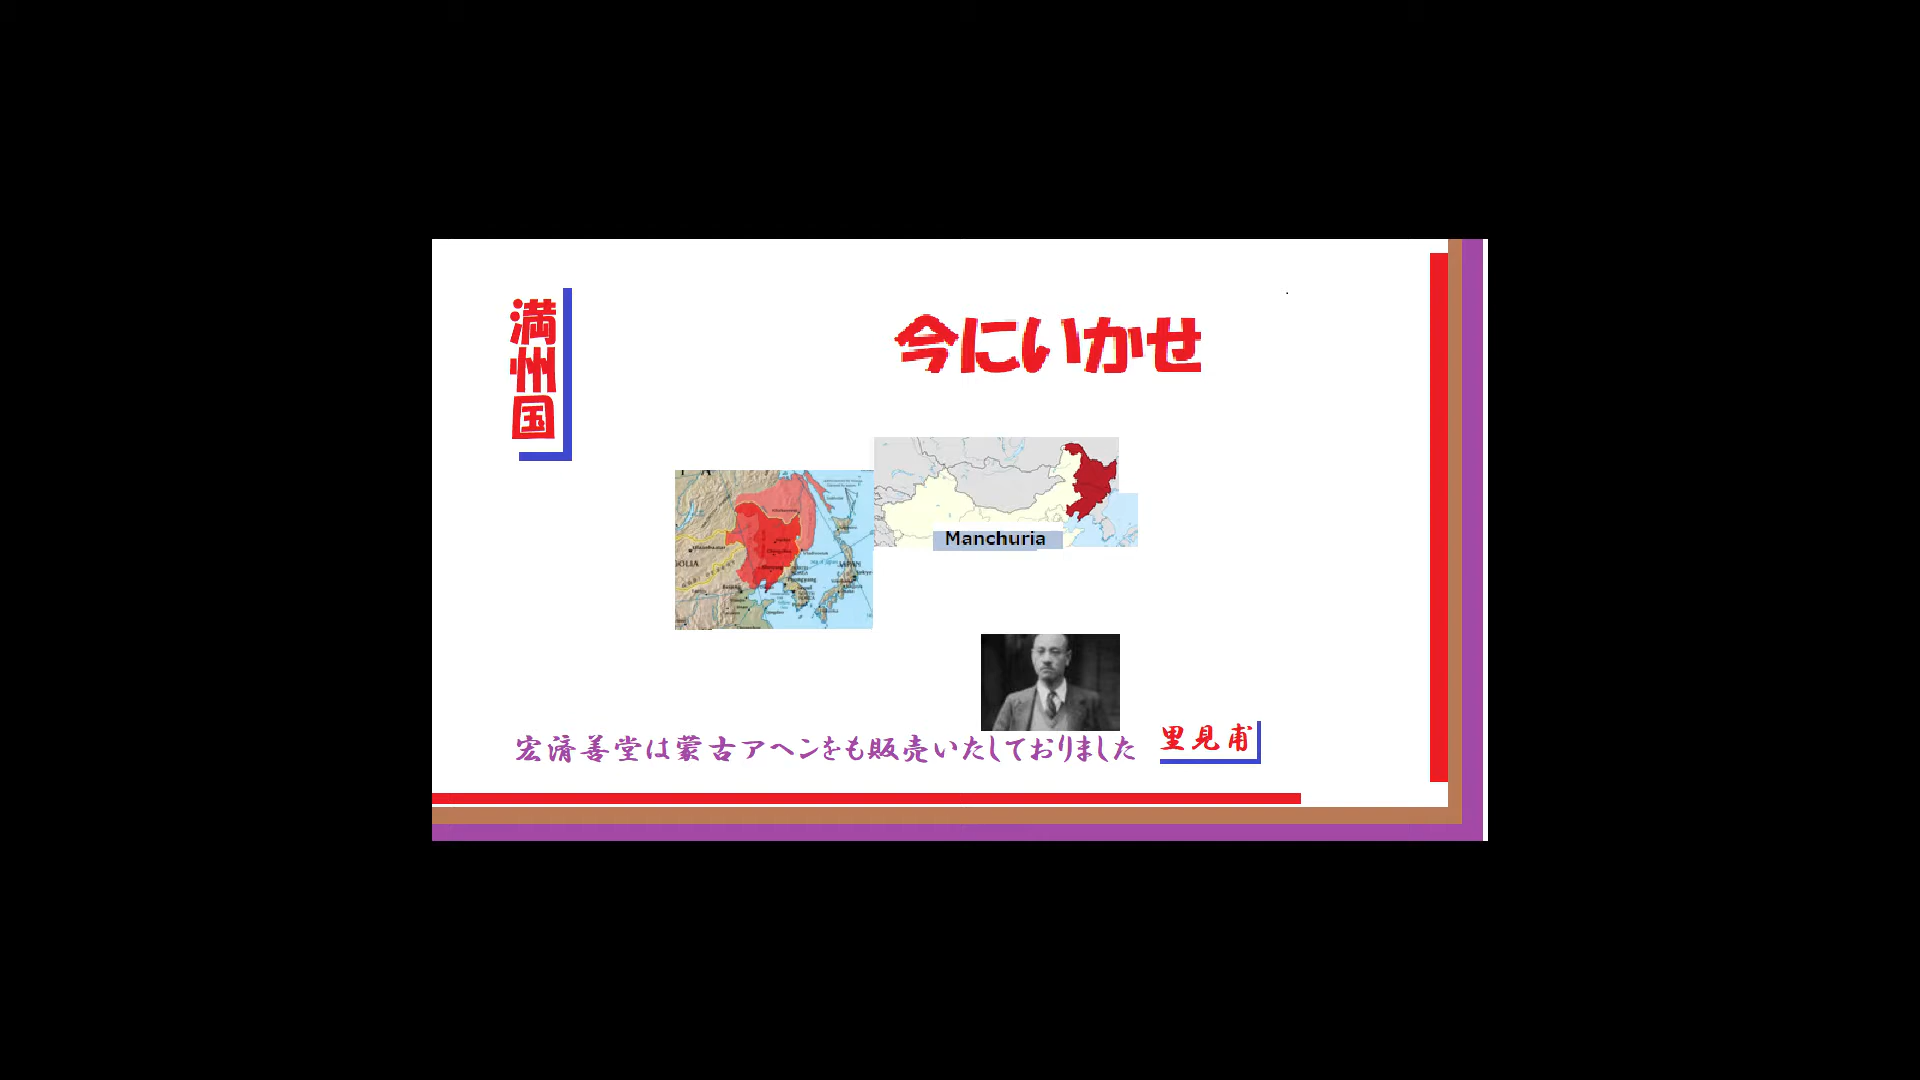 満州国
今にいかせ
Manchuria
宏済善堂は蒙古アヘンをも販売いたしておりました
里見甫